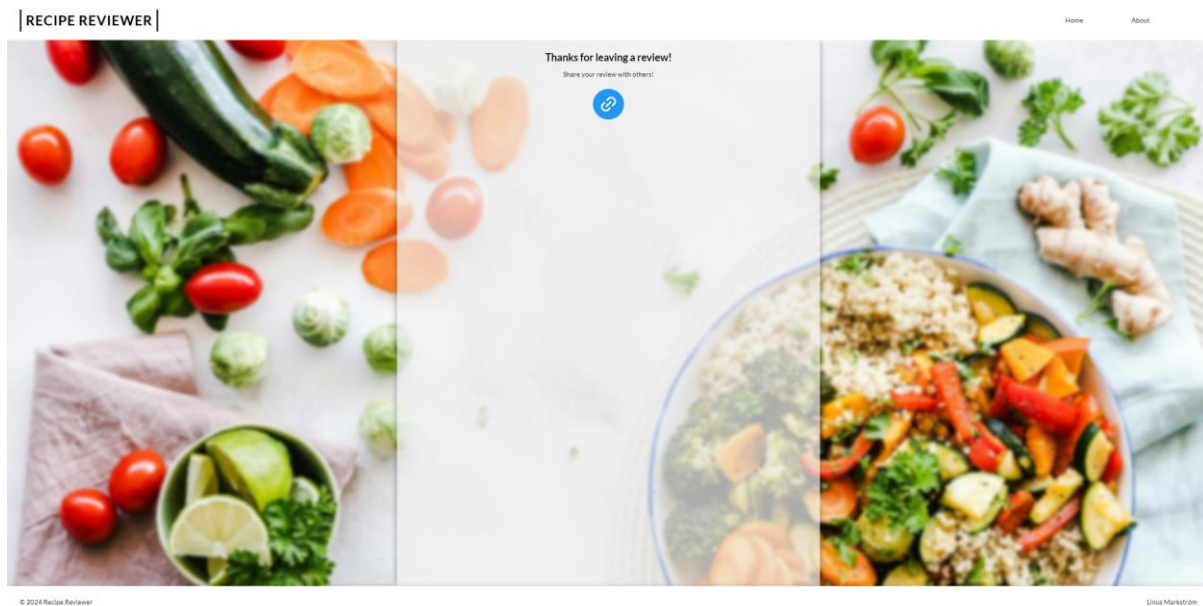 RECIPE REVIEWER
Home
About
Thanks for leaving a review!
Share your review with others!
© 2024 Recipe Reviewer
Linus Markström